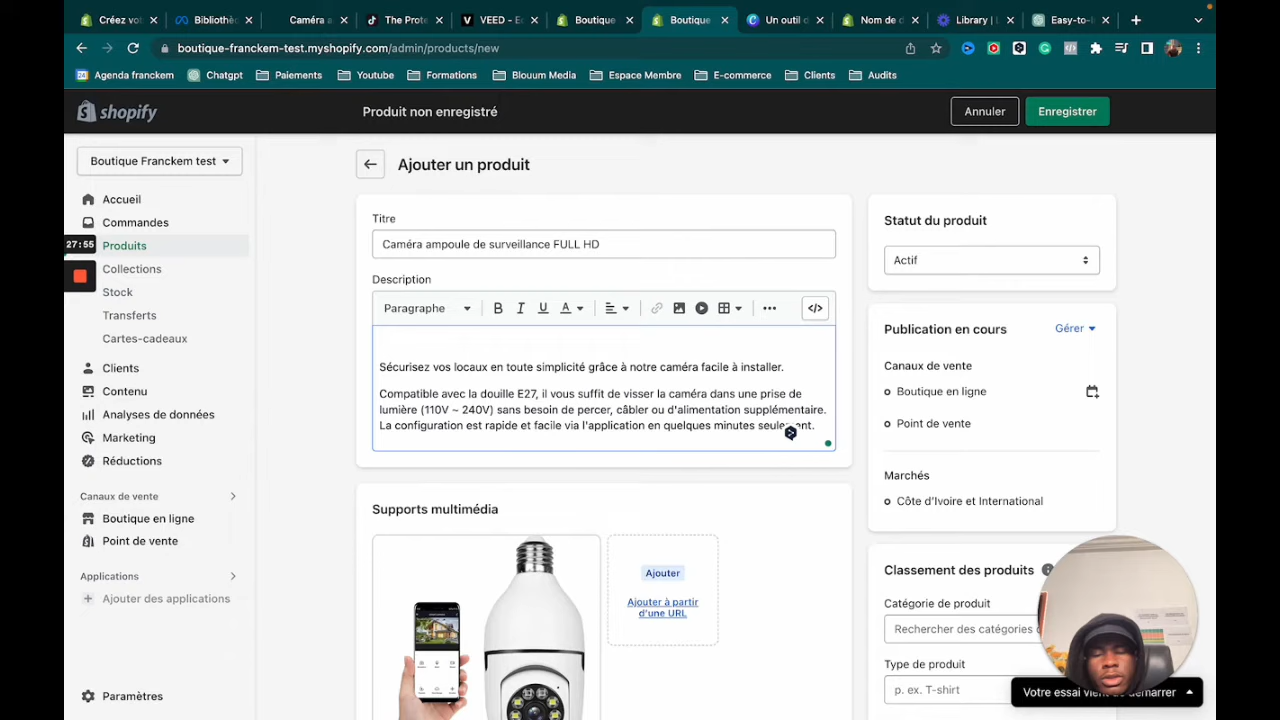 Créez vos
Bibliothè
Caméra a
The Prote
VEED - Ec
Boutique
Boutique
Un outil d
Nom de d
Library | L
Easy-to-l
boutique-franckem-test.myshopify.com/admin/products/new
Agenda franckem
Chatgpt
Paiements
Youtube
Formations
Blouum Media
Espace Membre
E-commerce
Clients
Audits
shopify
Produit non enregistré
Annuler
Enregistrer
Boutique Franckem test
Accueil
Commandes
27:55
Produits
Collections
Stock
Transferts
Cartes-cadeaux
Clients
Contenu
Analyses de données
Marketing
Réductions
Canaux de vente
Boutique en ligne
Point de vente
Applications
Ajouter des applications
Paramètres
Ajouter un produit
Titre
Caméra ampoule de surveillance FULL HD
Description
Paragraphe
Sécurisez vos locaux en toute simplicité grâce à notre caméra facile à installer.
Compatible avec la douille E27, il vous suffit de visser la caméra dans une prise de
lumière (110V ~ 240V) sans besoin de percer, câbler ou d'alimentation supplémentaire.
La configuration est rapide et facile via l'application en quelques minutes seulement.
Supports multimédia
Ajouter
Ajouter à partir
d'une URL
Statut du produit
Actif
Publication en cours
Gérer
Canaux de vente
Boutique en ligne
Point de vente
Marchés
Côte d'Ivoire et International
Classement des produits
Catégorie de produit
Rechercher des catégories
Type de produit
p. ex. T-shirt
Votre essai vient de démarrer